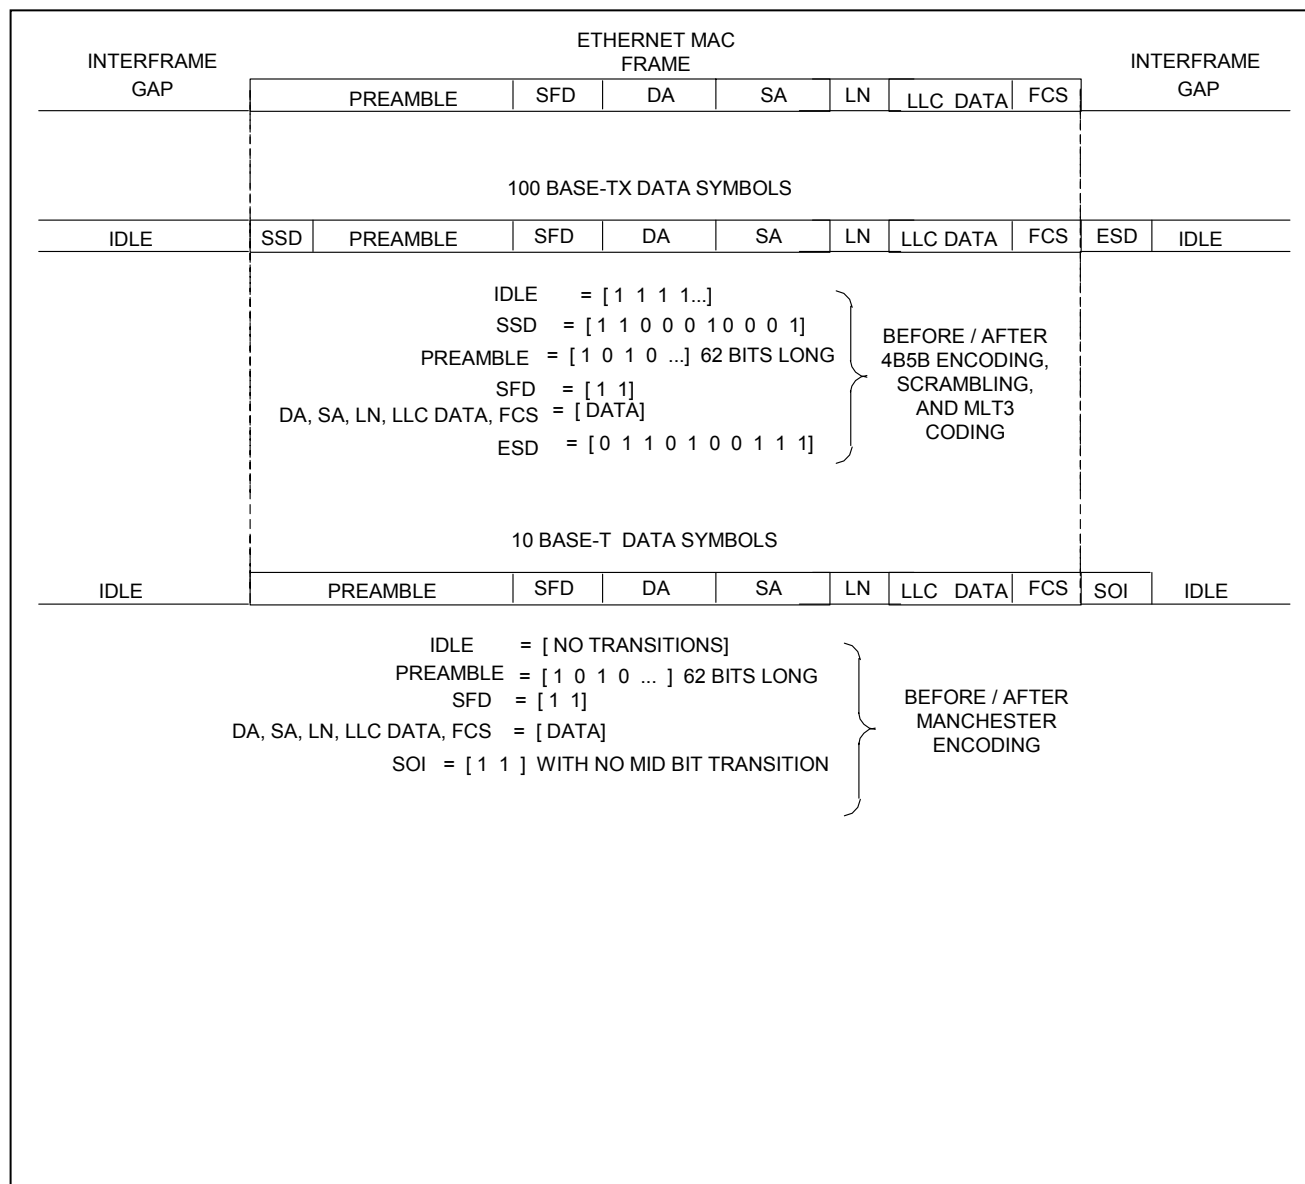 ETHERNET MAC
FRAME
INTERFRAME
GAP
INTERFRAME
GAP
PREAMBLE SFD DA SA LN LLC DATA FCS
100 BASE-TX DATA SYMBOLS
IDLE SSD PREAMBLE SFD DA SA LN LLC DATA FCS ESD IDLE
IDLE = [ 1 1 1 1...]
SSD = [ 1 1 0 0 0 1 0 0 0 1]
PREAMBLE = [ 1 0 1 0 ...] 62 BITS LONG
SFD = [ 1 1]
DA, SA, LN, LLC DATA, FCS = [ DATA]
ESD = [ 0 1 1 0 1 0 0 1 1 1]
BEFORE / AFTER
4B5B ENCODING,
SCRAMBLING,
AND MLT3
CODING
10 BASE-T DATA SYMBOLS
IDLE PREAMBLE SFD DA SA LN LLC DATA FCS SOI IDLE
IDLE = [ NO TRANSITIONS]
PREAMBLE = [ 1 0 1 0 ... ] 62 BITS LONG
SFD = [ 1 1]
DA, SA, LN, LLC DATA, FCS = [ DATA]
SOI = [ 1 1 ] WITH NO MID BIT TRANSITION
BEFORE / AFTER
MANCHESTER
ENCODING